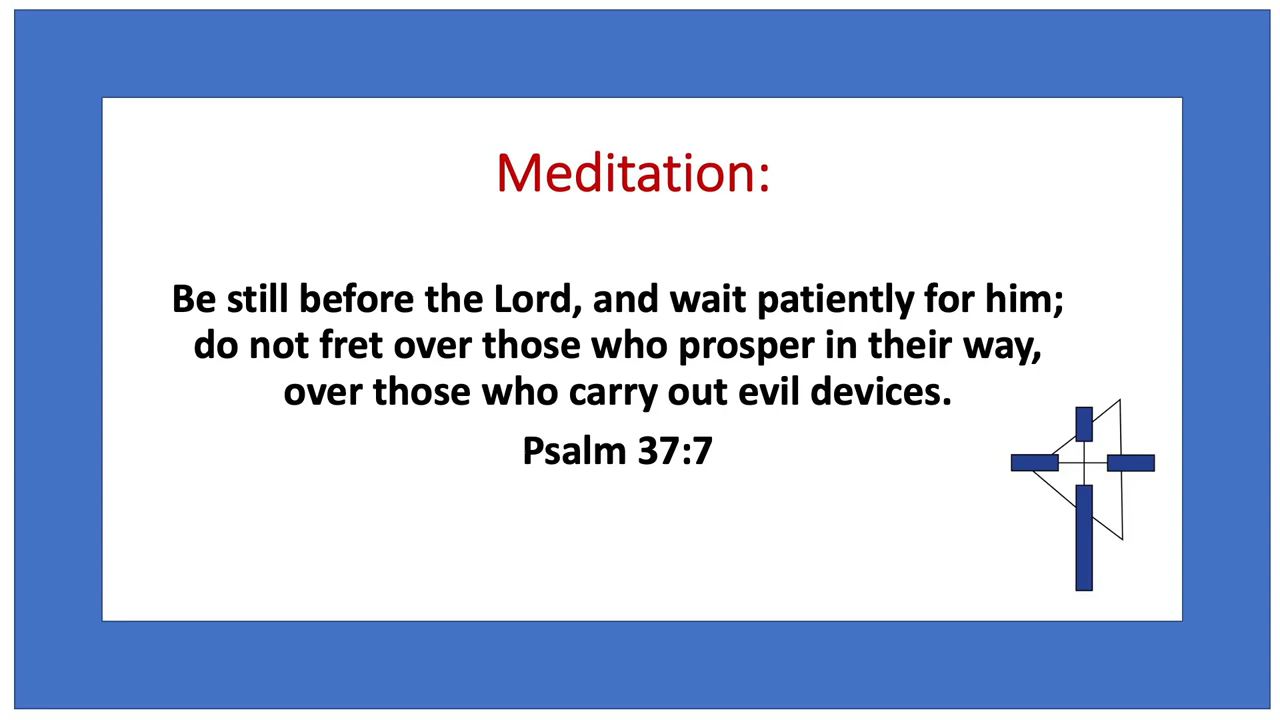 Meditation:
Be still before the Lord, and wait patiently for him;
do not fret over those who prosper in their way,
over those who carry out evil devices.
Psalm 37:7